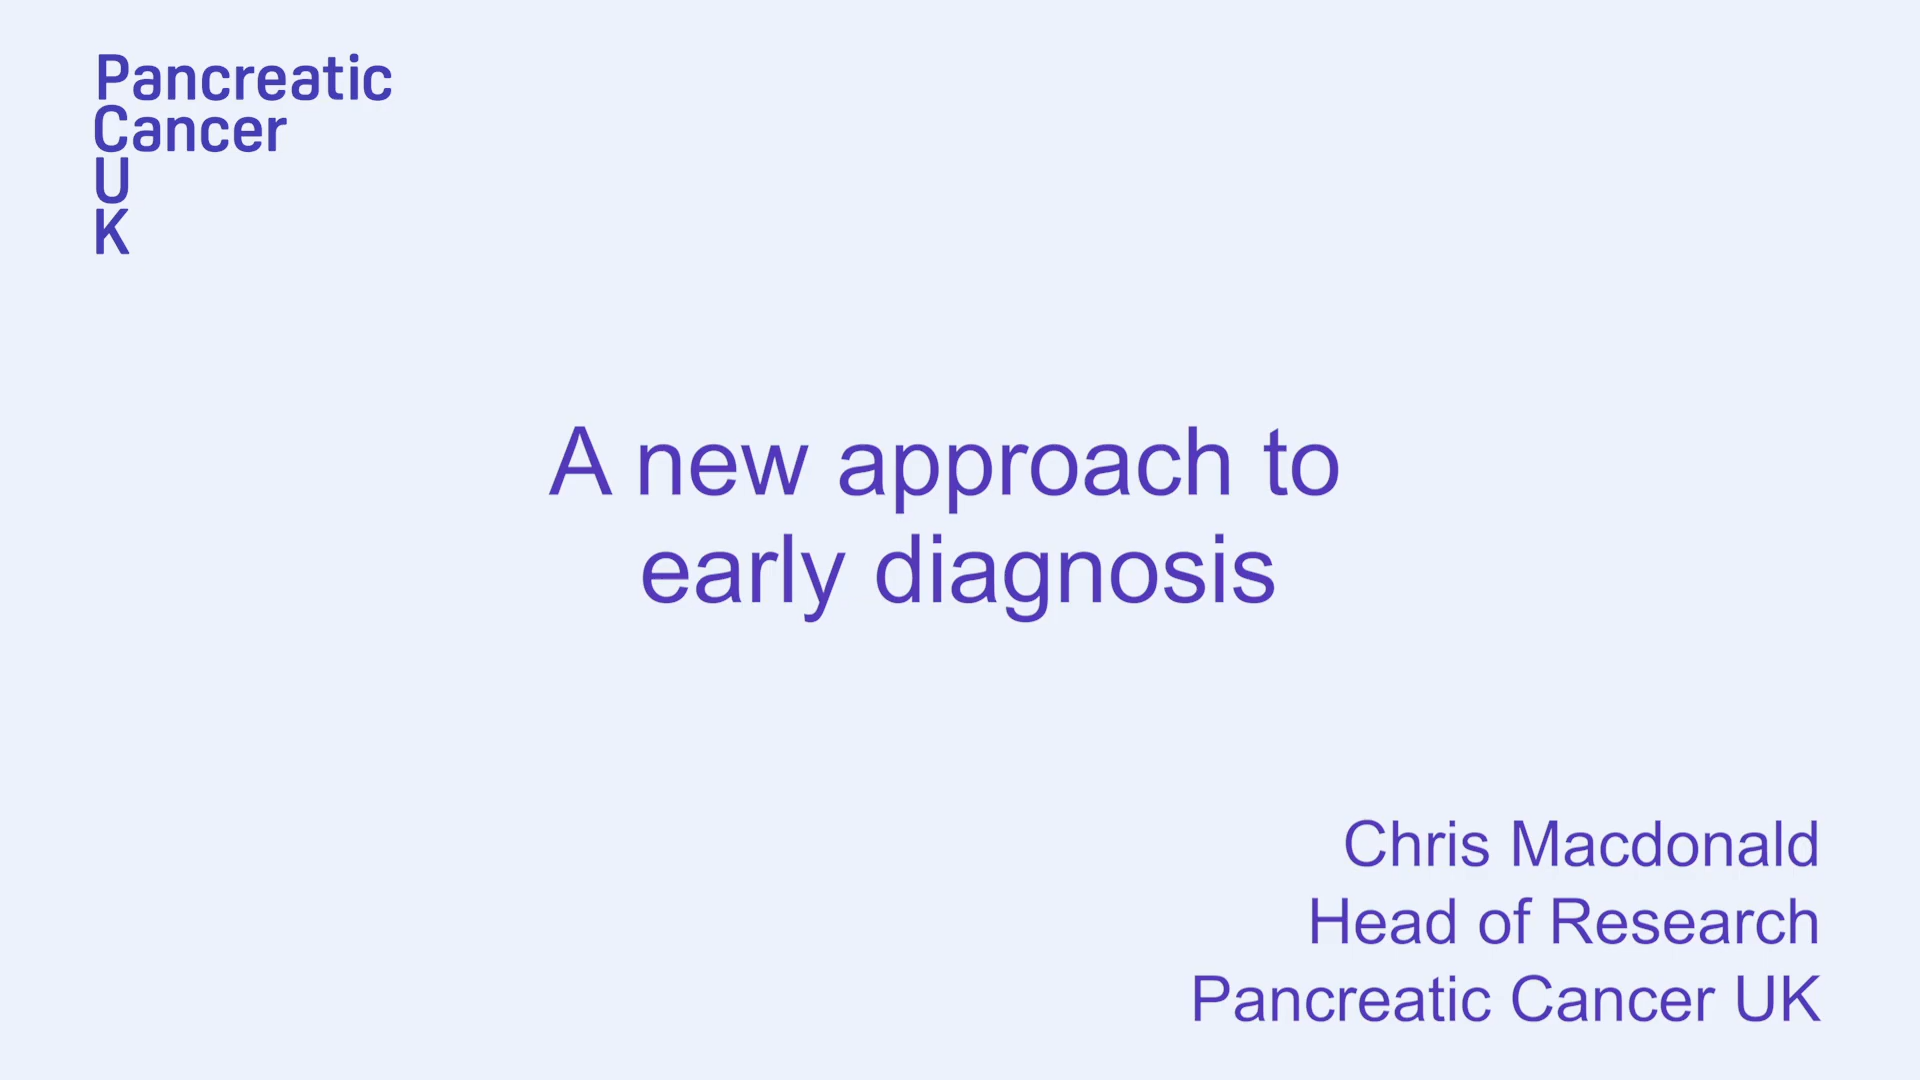 Pancreatic
Cancer
U
K
A new approach to
early diagnosis
Chris Macdonald
Head of Research
Pancreatic Cancer UK